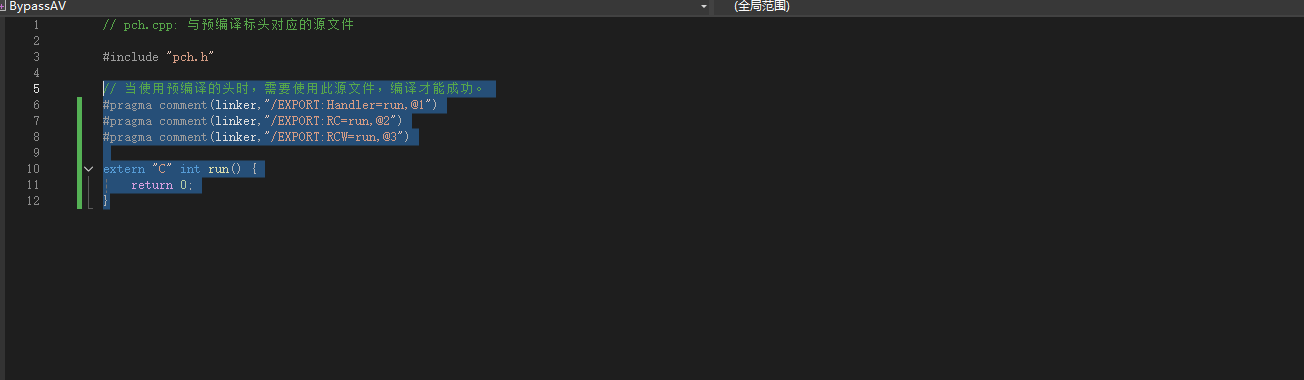 BypassAV (全局范围)
1 // pch.cpp: 与预编译标头对应的源文件
2
3 #include "pch.h"
4
5 // 当使用预编译的头时，需要使用此源文件，编译才能成功。
6 #pragma comment(linker,"/EXPORT:Handler=run,@1")
7 #pragma comment(linker,"/EXPORT:RC=run,@2")
8 #pragma comment(linker,"/EXPORT:RCW=run,@3")
9
10 extern "C" int run() {
11 return 0;
12 }